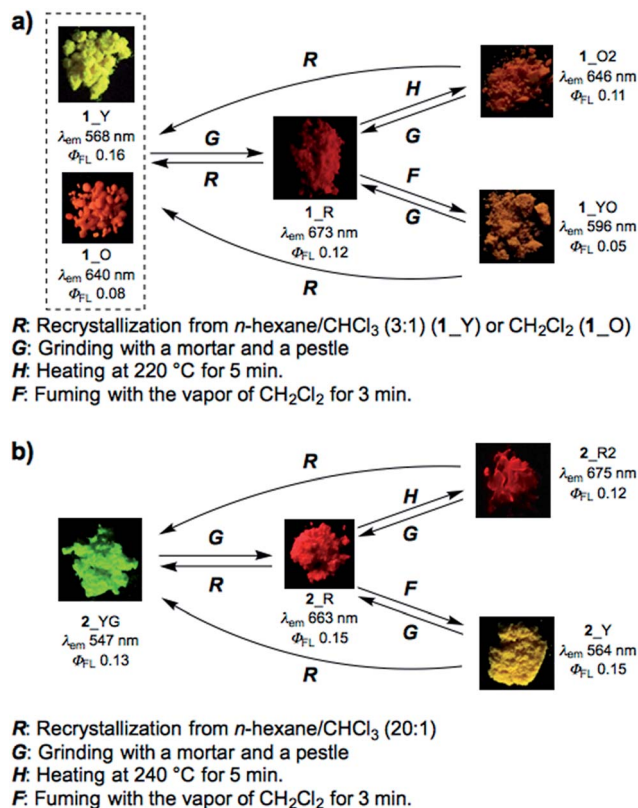 a)
1_Y
λem 568 nm
ΦFL 0.16
1_O
λem 640 nm
ΦFL 0.08
R
G
R
1_R
λem 673 nm
ΦFL 0.12
H
G
F
G
R
1_O2
λem 646 nm
ΦFL 0.11
1_YO
λem 596 nm
ΦFL 0.05
R: Recrystallization from n-hexane/CHCl₃ (3:1) (1_Y) or CH₂Cl₂ (1_O)
G: Grinding with a mortar and a pestle
H: Heating at 220 °C for 5 min.
F: Fuming with the vapor of CH₂Cl₂ for 3 min.
b)
2_YG
λem 547 nm
ΦFL 0.13
R
G
R
2_R
λem 663 nm
ΦFL 0.15
H
G
F
G
R
2_R2
λem 675 nm
ΦFL 0.12
2_Y
λem 564 nm
ΦFL 0.15
R: Recrystallization from n-hexane/CHCl₃ (20:1)
G: Grinding with a mortar and a pestle
H: Heating at 240 °C for 5 min.
F: Fuming with the vapor of CH₂Cl₂ for 3 min.